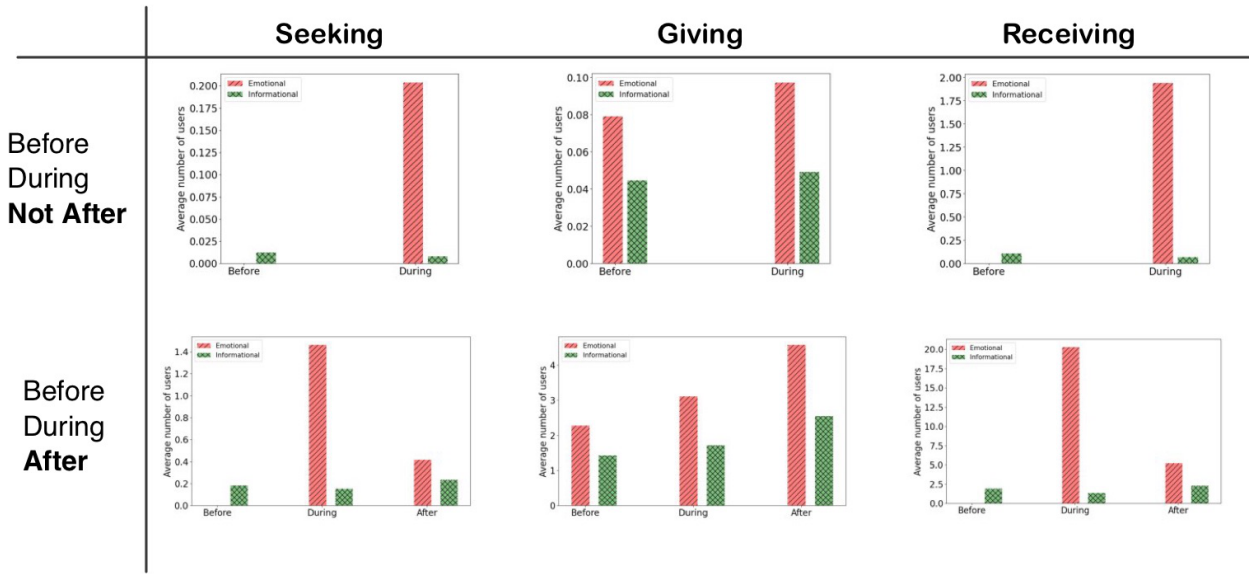 Seeking
Giving
Receiving
Before
During
Not After
Average number of users
0.200
0.175
0.150
0.125
0.100
0.075
0.050
0.025
0.000
Emotional
Informational
Before
During
Average number of users
0.10
0.08
0.06
0.04
0.02
0.00
Emotional
Informational
Before
During
Average number of users
2.00
1.75
1.50
1.25
1.00
0.75
0.50
0.25
0.00
Emotional
Informational
Before
During
Before
During
After
Average number of users
1.4
1.2
1.0
0.8
0.6
0.4
0.2
0.0
Emotional
Informational
Before
During
After
Average number of users
4
3
2
1
0
Emotional
Informational
Before
During
After
Average number of users
20.0
17.5
15.0
12.5
10.0
7.5
5.0
2.5
0.0
Emotional
Informational
Before
During
After